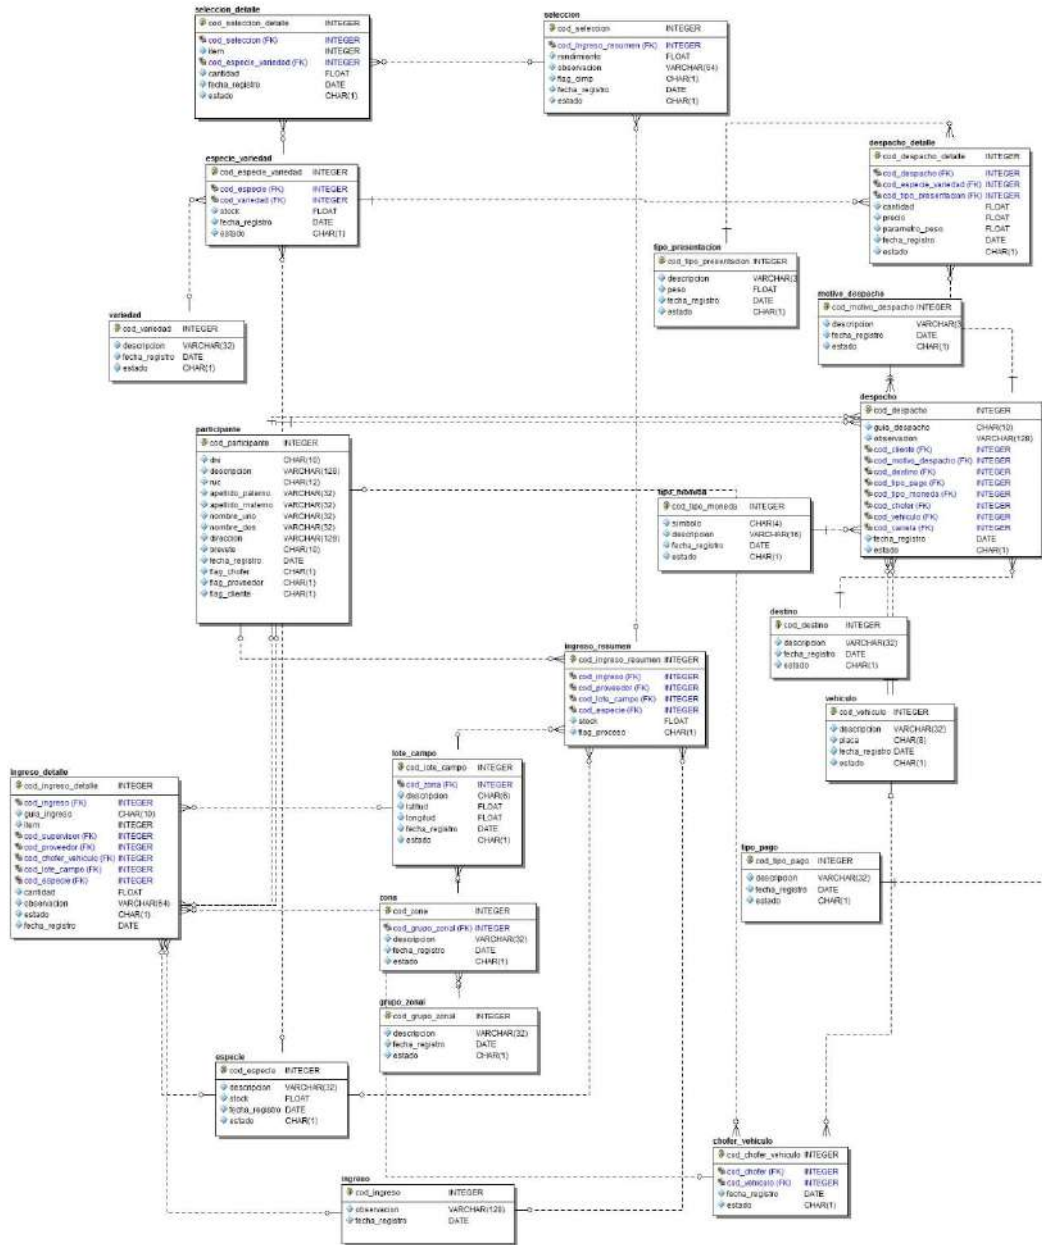 seleccion_detalle
cod_seleccion_detalle INTEGER
cod_seleccion (FK) INTEGER
item INTEGER
cod_especie_variedad (FK) INTEGER
cantidad FLOAT
fecha_registro DATE
estado CHAR(1)
seleccion
cod_seleccion INTEGER
cod_ingreso_resumen (FK) INTEGER
rendimiento FLOAT
observacion VARCHAR(64)
flag_cimp CHAR(1)
fecha_registro DATE
estado CHAR(1)
despacho_detalle
cod_despacho_detalle INTEGER
cod_despacho (FK) INTEGER
cod_especie_variedad (FK) INTEGER
cod_tipo_presentacion (FK) INTEGER
cantidad FLOAT
precio FLOAT
parametro_peso FLOAT
fecha_registro DATE
estado CHAR(1)
especie_variedad
cod_especie_variedad INTEGER
cod_especie (FK) INTEGER
cod_variedad (FK) INTEGER
stock FLOAT
fecha_registro DATE
estado CHAR(1)
tipo_presentacion
cod_tipo_presentacion INTEGER
descripcion VARCHAR(3
peso FLOAT
fecha_registro DATE
estado CHAR(1)
motivo_despacho
cod_motivo_despacho INTEGER
descripcion VARCHAR(3
fecha_registro DATE
estado CHAR(1)
variedad
cod_variedad INTEGER
descripcion VARCHAR(32)
fecha_registro DATE
estado CHAR(1)
despacho
cod_despacho INTEGER
guia_despacho CHAR(10)
observacion VARCHAR(128)
cod_cliente (FK) INTEGER
cod_motivo_despacho (FK) INTEGER
cod_destino (FK) INTEGER
cod_tipo_pago (FK) INTEGER
cod_tipo_moneda (FK) INTEGER
cod_chofer (FK) INTEGER
cod_vehiculo (FK) INTEGER
cod_carreta (FK) INTEGER
fecha_registro DATE
estado CHAR(1)
participante
cod_participante INTEGER
dni CHAR(10)
descripcion VARCHAR(128)
ruc CHAR(12)
apellido_paterno VARCHAR(32)
apellido_materno VARCHAR(32)
nombre_uno VARCHAR(32)
nombre_dos VARCHAR(32)
direccion VARCHAR(128)
brevete CHAR(10)
fecha_registro DATE
flag_chofer CHAR(1)
flag_proveedor CHAR(1)
flag_cliente CHAR(1)
tipo_moneda
cod_tipo_moneda INTEGER
simbolo CHAR(4)
descripcion VARCHAR(16)
fecha_registro DATE
estado CHAR(1)
destino
cod_destino INTEGER
descripcion VARCHAR(32)
fecha_registro DATE
estado CHAR(1)
ingreso_resumen
cod_ingreso_resumen INTEGER
cod_ingreso (FK) INTEGER
cod_proveedor (FK) INTEGER
cod_lote_campo (FK) INTEGER
cod_especie (FK) INTEGER
stock FLOAT
flag_proceso CHAR(1)
vehiculo
cod_vehiculo INTEGER
descripcion VARCHAR(32)
placa CHAR(8)
fecha_registro DATE
estado CHAR(1)
lote_campo
cod_lote_campo INTEGER
cod_zona (FK) INTEGER
descripcion CHAR(6)
latitud FLOAT
longitud FLOAT
fecha_registro DATE
estado CHAR(1)
ingreso_detalle
cod_ingreso_detalle INTEGER
cod_ingreso (FK) INTEGER
guia_ingreso CHAR(10)
item INTEGER
cod_supervisor (FK) INTEGER
cod_proveedor (FK) INTEGER
cod_chofer_vehiculo (FK) INTEGER
cod_lote_campo (FK) INTEGER
cod_especie (FK) INTEGER
cantidad FLOAT
observacion VARCHAR(64)
estado CHAR(1)
fecha_registro DATE
tipo_pago
cod_tipo_pago INTEGER
descripcion VARCHAR(32)
fecha_registro DATE
estado CHAR(1)
zona
cod_zona INTEGER
cod_grupo_zonal (FK) INTEGER
descripcion VARCHAR(32)
fecha_registro DATE
estado CHAR(1)
grupo_zonal
cod_grupo_zonal INTEGER
descripcion VARCHAR(32)
fecha_registro DATE
estado CHAR(1)
especie
cod_especie INTEGER
descripcion VARCHAR(32)
stock FLOAT
fecha_registro DATE
estado CHAR(1)
chofer_vehiculo
cod_chofer_vehiculo INTEGER
cod_chofer (FK) INTEGER
cod_vehiculo (FK) INTEGER
fecha_registro DATE
estado CHAR(1)
ingreso
cod_ingreso INTEGER
observacion VARCHAR(128)
fecha_registro DATE